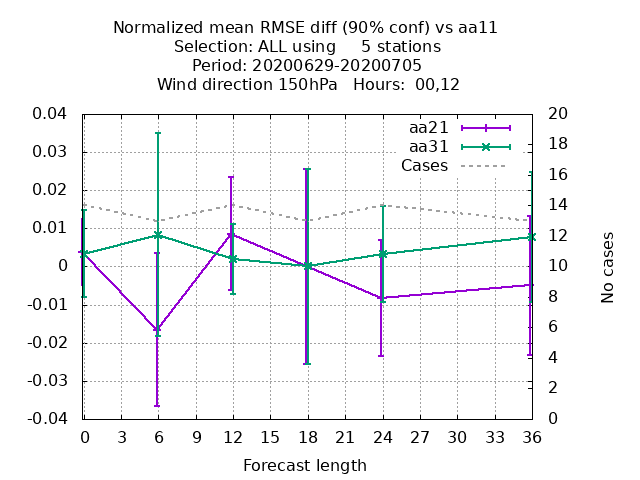 Normalized mean RMSE diff (90% conf) vs aa11
Selection: ALL using     5 stations
Period: 20200629-20200705
Wind direction 150hPa   Hours:  00,12
aa21
aa31
Cases
0.04
0.03
0.02
0.01
0
-0.01
-0.02
-0.03
-0.04
20
18
16
14
12
10
8
6
4
2
0
No cases
0 3 6 9 12 15 18 21 24 27 30 33 36
Forecast length